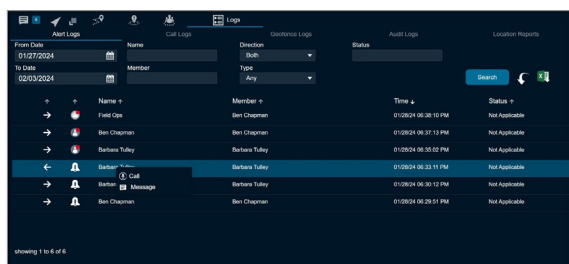 4
Logs
Alert Logs Call Logs Geofence Logs Audit Logs Location Reports
From Date Name Direction Status
01/27/2024 Both
To Date Member Type
02/03/2024 Any Search
Name ↑ Member ↑ Time ↓ Status ↑
Field Ops Ben Chapman 01/28/24 06:38:10 PM Not Applicable
Ben Chapman Ben Chapman 01/28/24 06:37:13 PM Not Applicable
Barbara Tulley Barbara Tulley 01/28/24 06:35:02 PM Not Applicable
Barbara Barbara Tulley 01/28/24 06:33:11 PM Not Applicable
Call
Barbar Barbara Tulley 01/28/24 06:30:12 PM Not Applicable
Message
Ben Chapman Ben Chapman 01/28/24 06:29:51 PM Not Applicable
showing 1 to 6 of 6